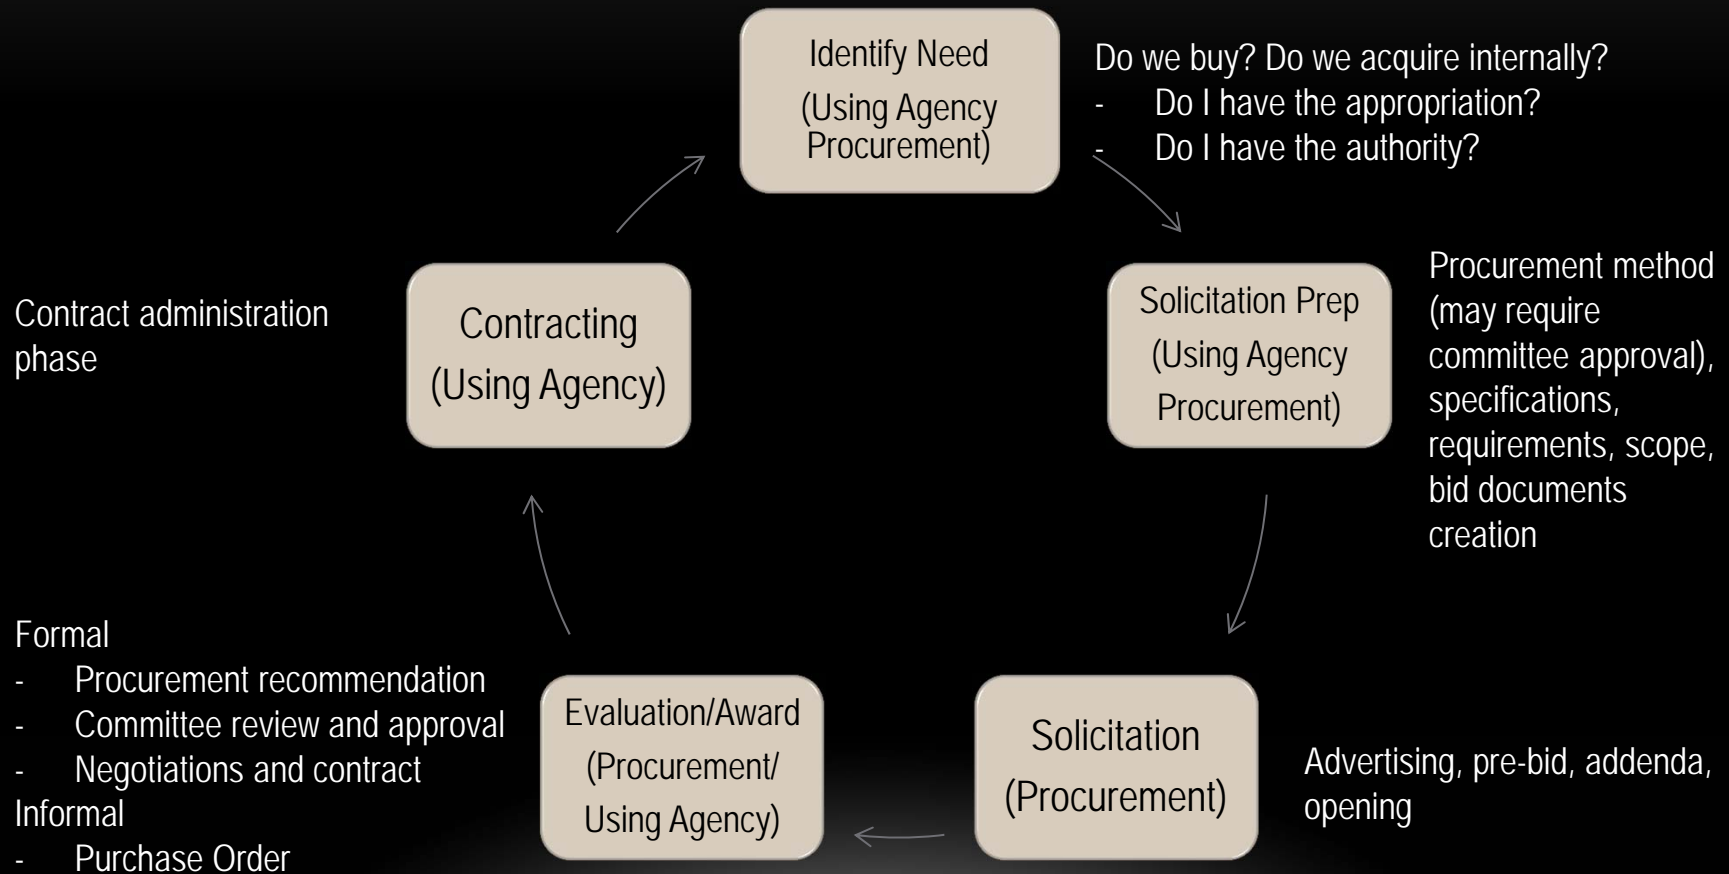 Identify Need
(Using Agency
Procurement)
Do we buy? Do we acquire internally?
- Do I have the appropriation?
- Do I have the authority?
Solicitation Prep
(Using Agency
Procurement)
Procurement method
(may require
committee approval),
specifications,
requirements, scope,
bid documents
creation
Solicitation
(Procurement)
Advertising, pre-bid, addenda,
opening
Evaluation/Award
(Procurement/
Using Agency)
Formal
- Procurement recommendation
- Committee review and approval
- Negotiations and contract
Informal
- Purchase Order
Contracting
(Using Agency)
Contract administration
phase